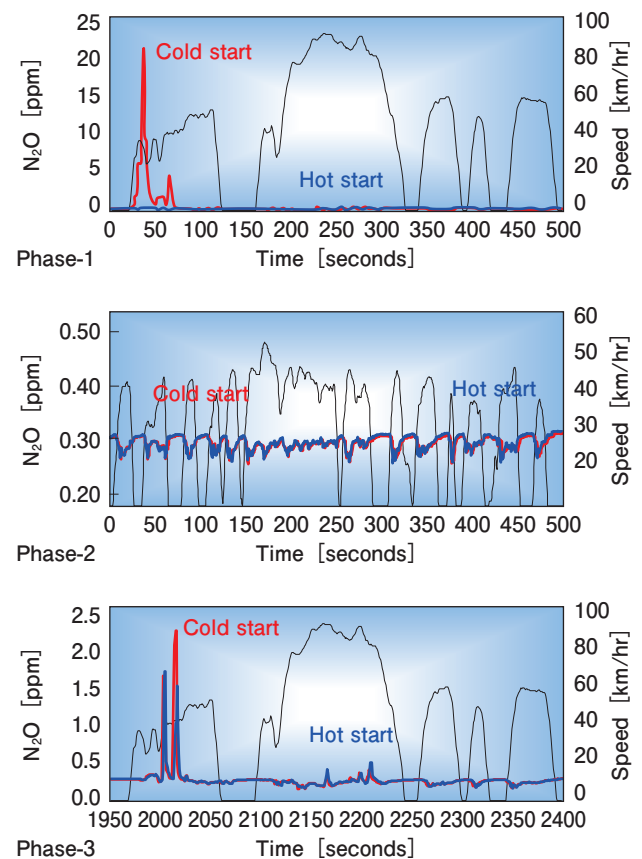 25
20
15
10
5
0
N₂O [ppm]
Cold start
Hot start
100
80
60
40
20
0
Speed [km/hr]
0 50 100 150 200 250 300 350 400 450 500
Phase-1
Time [seconds]
0.50
0.40
0.30
0.20
N₂O [ppm]
Cold start
Hot start
60
50
40
30
20
Speed [km/hr]
0 50 100 150 200 250 300 350 400 450 500
Phase-2
Time [seconds]
2.5
2.0
1.5
1.0
0.5
0.0
N₂O [ppm]
Cold start
Hot start
100
80
60
40
20
0
Speed [km/hr]
1950 2000 2050 2100 2150 2200 2250 2300 2350 2400
Phase-3
Time [seconds]